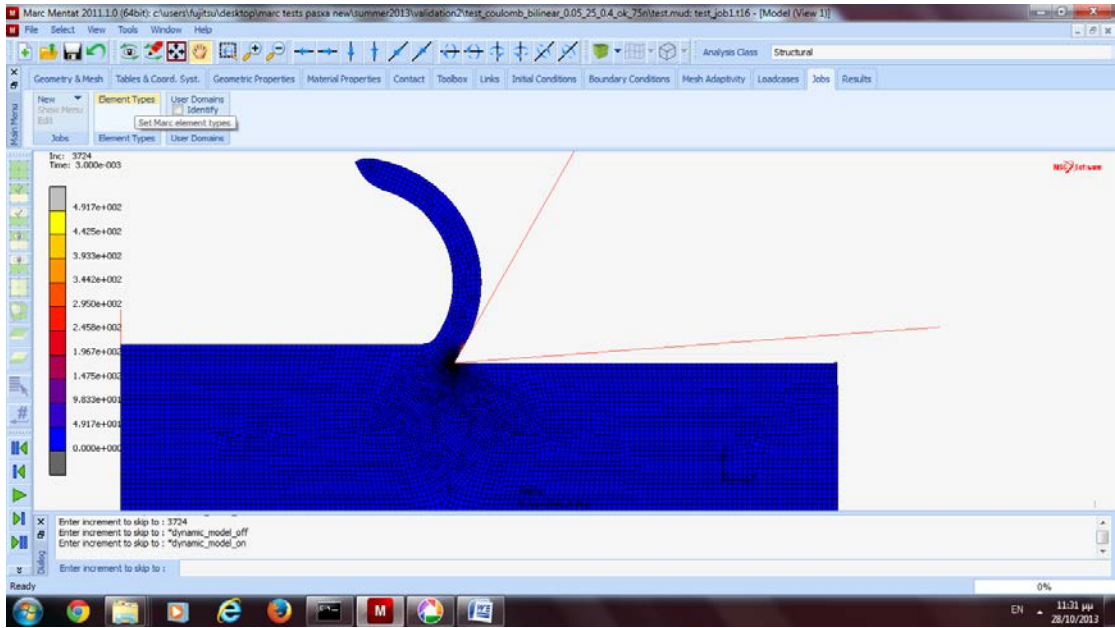 Marc Mentat 2011.1.0 (64bit): c:\users\fujitsu\desktop\marc tests pasxa new\summer2013\validation2\test_coulomb_bilinear_0.05_25_0.4_ok_75n\test.mud: test_job1.t16 - [Model (View 1)]
File Select View Tools Window Help
Analysis Class Structural
Geometry & Mesh Tables & Coord. Syst. Geometric Properties Material Properties Contact Toolbox Links Initial Conditions Boundary Conditions Mesh Adaptivity Loadcases Jobs Results
Main Menu
New Element Types User Domains
Show Menu Identify
Edit Set Marc element types
Jobs Element Types User Domains
Inc: 3724
Time: 3.000e-003
MSC Software
4.917e+002
4.425e+002
3.933e+002
3.442e+002
2.950e+002
2.458e+002
1.967e+002
1.475e+002
9.833e+001
4.917e+001
0.000e+000
1
Dialog
Enter increment to skip to : 3724
Enter increment to skip to : *dynamic_model_off
Enter increment to skip to : *dynamic_model_on
Enter increment to skip to :
Ready 0%
EN 11:31 μμ
28/10/2013